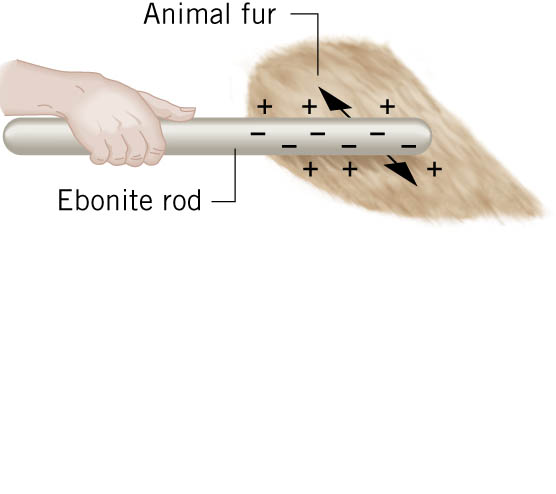 Animal fur
+ + +
− − −
− − −
+ + +
Ebonite rod